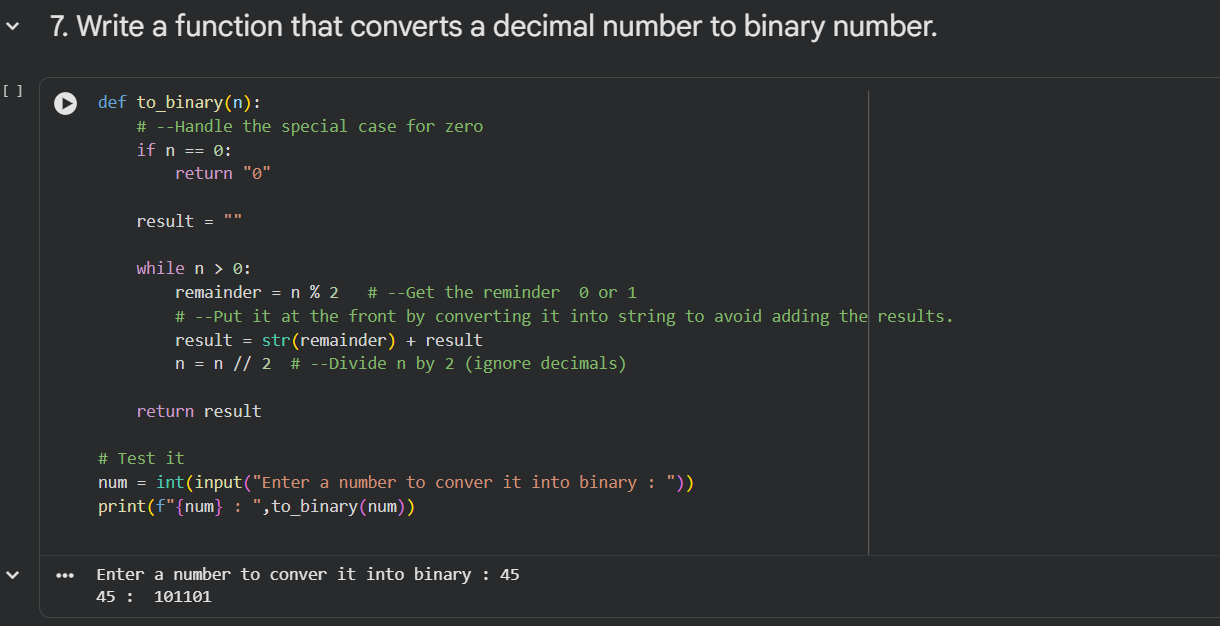 7. Write a function that converts a decimal number to binary number.
[ ]
def to_binary(n):
    # --Handle the special case for zero
    if n == 0:
        return "0"
    result = ""
    while n > 0:
        remainder = n % 2   # --Get the reminder  0 or 1
        # --Put it at the front by converting it into string to avoid adding the results.
        result = str(remainder) + result
        n = n // 2  # --Divide n by 2 (ignore decimals)
    return result
# Test it
num = int(input("Enter a number to conver it into binary : "))
print(f"{num} : ",to_binary(num))
Enter a number to conver it into binary : 45
45 :  101101